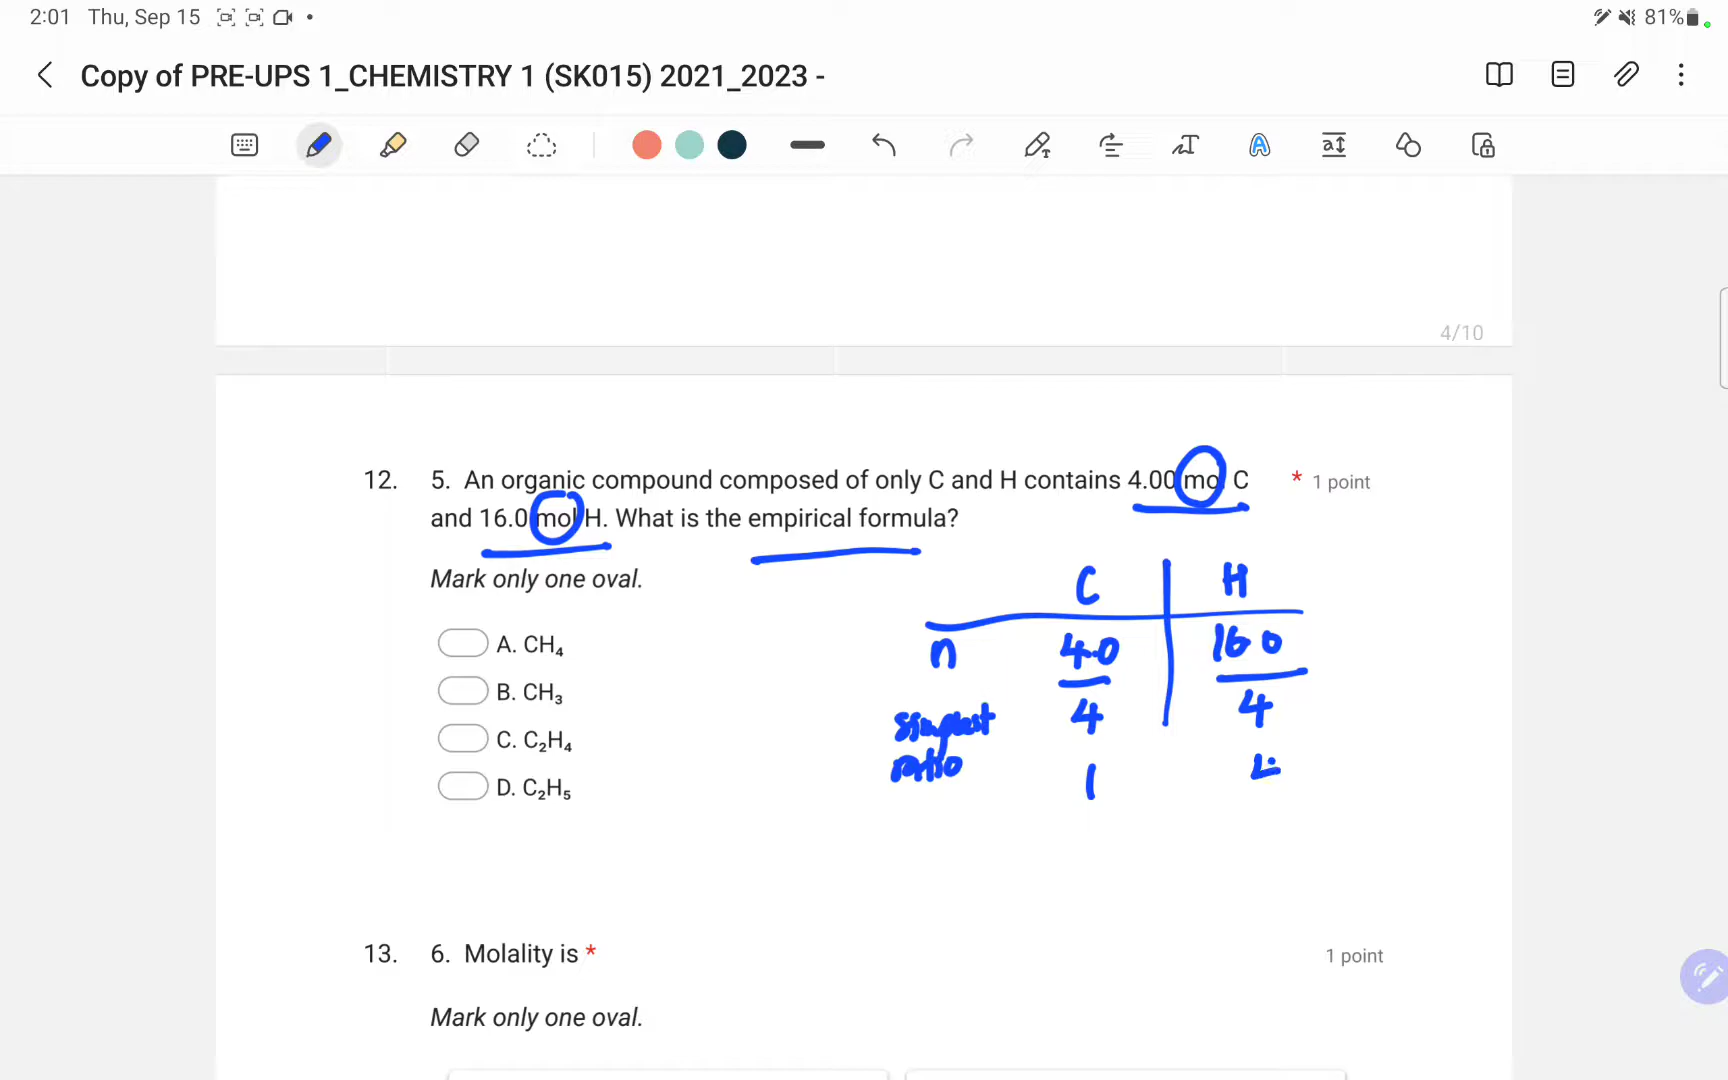 2:01 Thu, Sep 15 81%
Copy of PRE-UPS 1_CHEMISTRY 1 (SK015) 2021_2023 -
4/10
12. 5. An organic compound composed of only C and H contains 4.00 mol C * 1 point
and 16.0 mol H. What is the empirical formula?
Mark only one oval.
C H
A. CH₄
n 4.0 16.0
B. CH₃
simplest 4 4
C. C₂H₄
ratio 1 4
D. C₂H₅
13. 6. Molality is * 1 point
Mark only one oval.